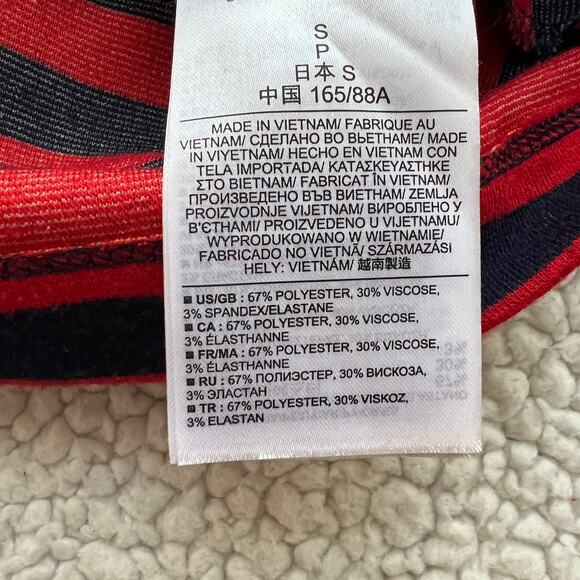 S
P
日本 S
中国 165/88A
MADE IN VIETNAM/ FABRIQUE AU
VIETNAM/ СДЕЛАНО ВО ВЬЕТНАМЕ/ MADE
IN VIYETNAM/ HECHO EN VIETNAM CON
TELA IMPORTADA/ ΚΑΤΑΣΚΕΥΑΣΤΗΚΕ
ΣΤΟ ΒΙΕΤΝΑΜ/ FABRICAT ÎN VIETNAM/
ПРОИЗВЕДЕНО ВЪВ ВИЕТНАМ/ ZEMLJA
PROIZVODNJE VIJETNAM/ ВИРОБЛЕНО У
В'ЄТНАМІ/ PROIZVEDENO U VIJETNAMU/
WYPRODUKOWANO W WIETNAMIE/
FABRICADO NO VIETNÃ/ SZÁRMAZÁSI
HELY: VIETNÁM/ 越南製造
US/GB : 67% POLYESTER, 30% VISCOSE,
3% SPANDEX/ELASTANE
CA : 67% POLYESTER, 30% VISCOSE,
3% ÉLASTHANNE
FR/MA : 67% POLYESTER, 30% VISCOSE,
3% ÉLASTHANNE
RU : 67% ПОЛИЭСТЕР, 30% ВИСКОЗА,
3% ЭЛАСТАН
TR : 67% POLYESTER, 30% VISKOZ,
3% ELASTAN